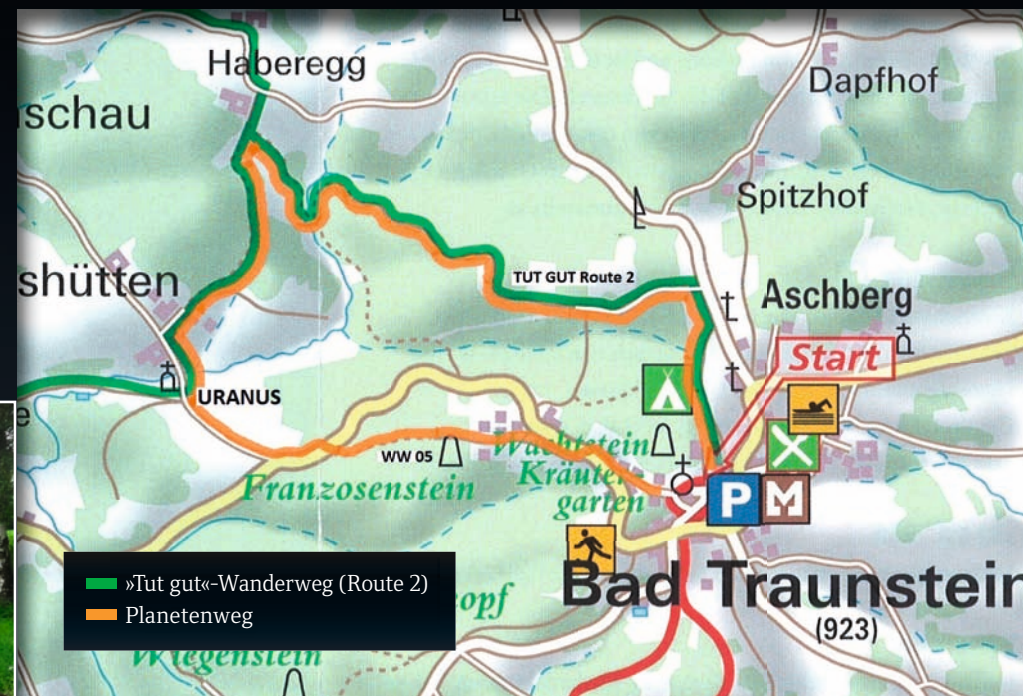 Haberegg
Dapfhof
schau
Spitzhof
TUT GUT Route 2
shütten
Aschberg
Start
URANUS
e
WW 05
Wachtstein
Kräuter-
garten
Franzosenstein
P M
»Tut gut«-Wanderweg (Route 2)
Planetenweg
opf
Bad Traunstein
(923)
Wiegenstein